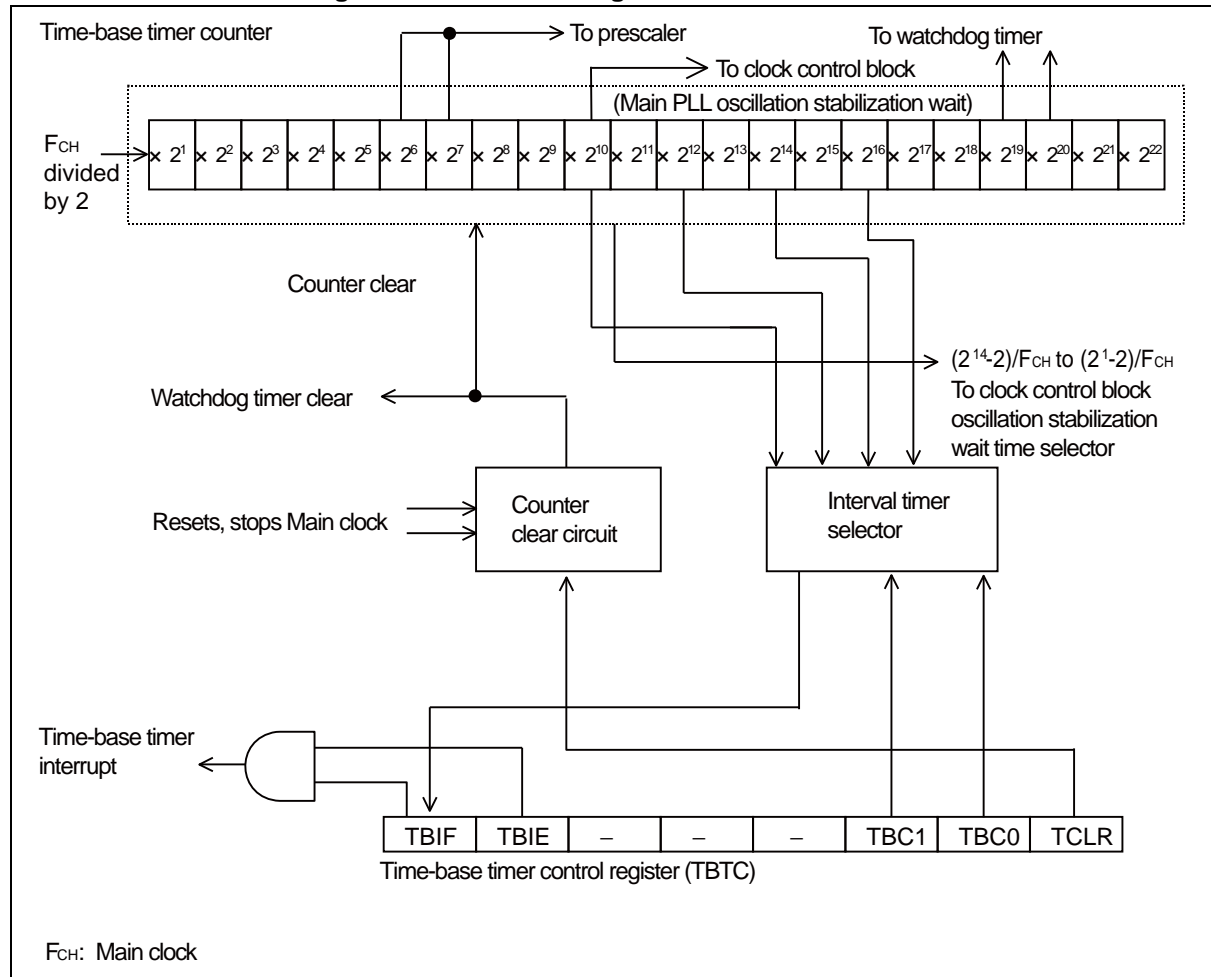 Time-base timer counter
To prescaler
To watchdog timer
To clock control block
(Main PLL oscillation stabilization wait)
FCH
divided
by 2
× 2¹ × 2² × 2³ × 2⁴ × 2⁵ × 2⁶ × 2⁷ × 2⁸ × 2⁹ × 2¹⁰ × 2¹¹ × 2¹² × 2¹³ × 2¹⁴ × 2¹⁵ × 2¹⁶ × 2¹⁷ × 2¹⁸ × 2¹⁹ × 2²⁰ × 2²¹ × 2²²
Counter clear
(2¹⁴-2)/FCH to (2¹-2)/FCH
To clock control block
oscillation stabilization
wait time selector
Watchdog timer clear
Resets, stops Main clock
Counter
clear circuit
Interval timer
selector
Time-base timer
interrupt
TBIF TBIE – – – TBC1 TBC0 TCLR
Time-base timer control register (TBTC)
FCH: Main clock